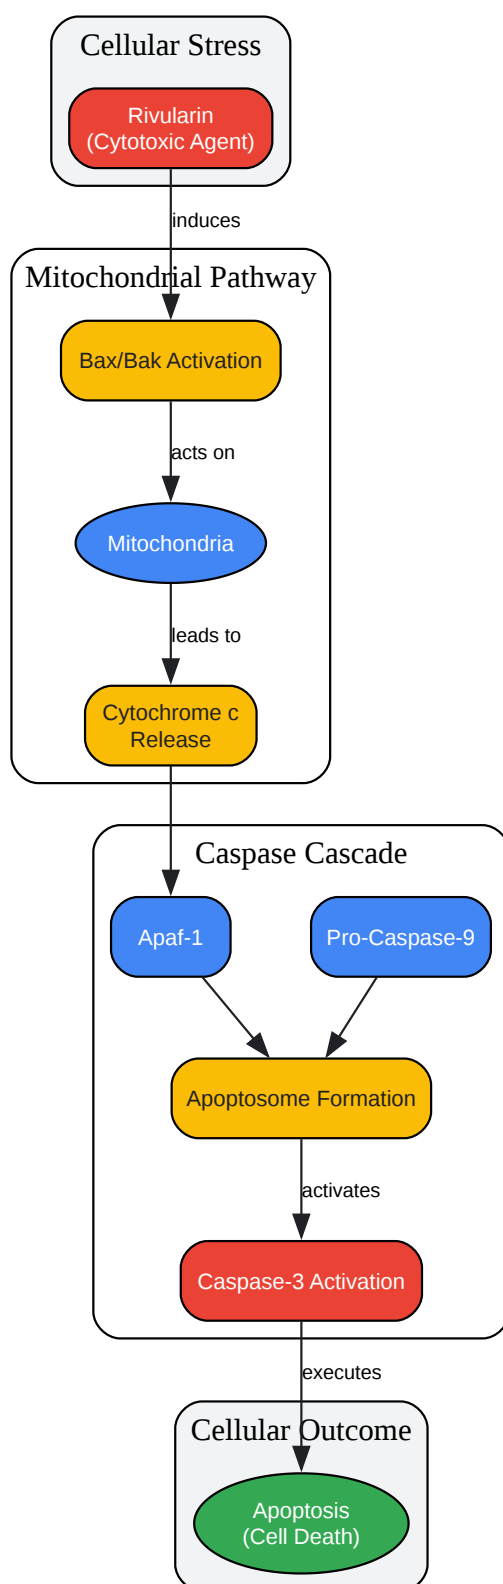 Cellular Stress
Rivularin
(Cytotoxic Agent)
induces
Mitochondrial Pathway
Bax/Bak Activation
acts on
Mitochondria
leads to
Cytochrome c
Release
Caspase Cascade
Apaf-1
Pro-Caspase-9
Apoptosome Formation
activates
Caspase-3 Activation
executes
Cellular Outcome
Apoptosis
(Cell Death)